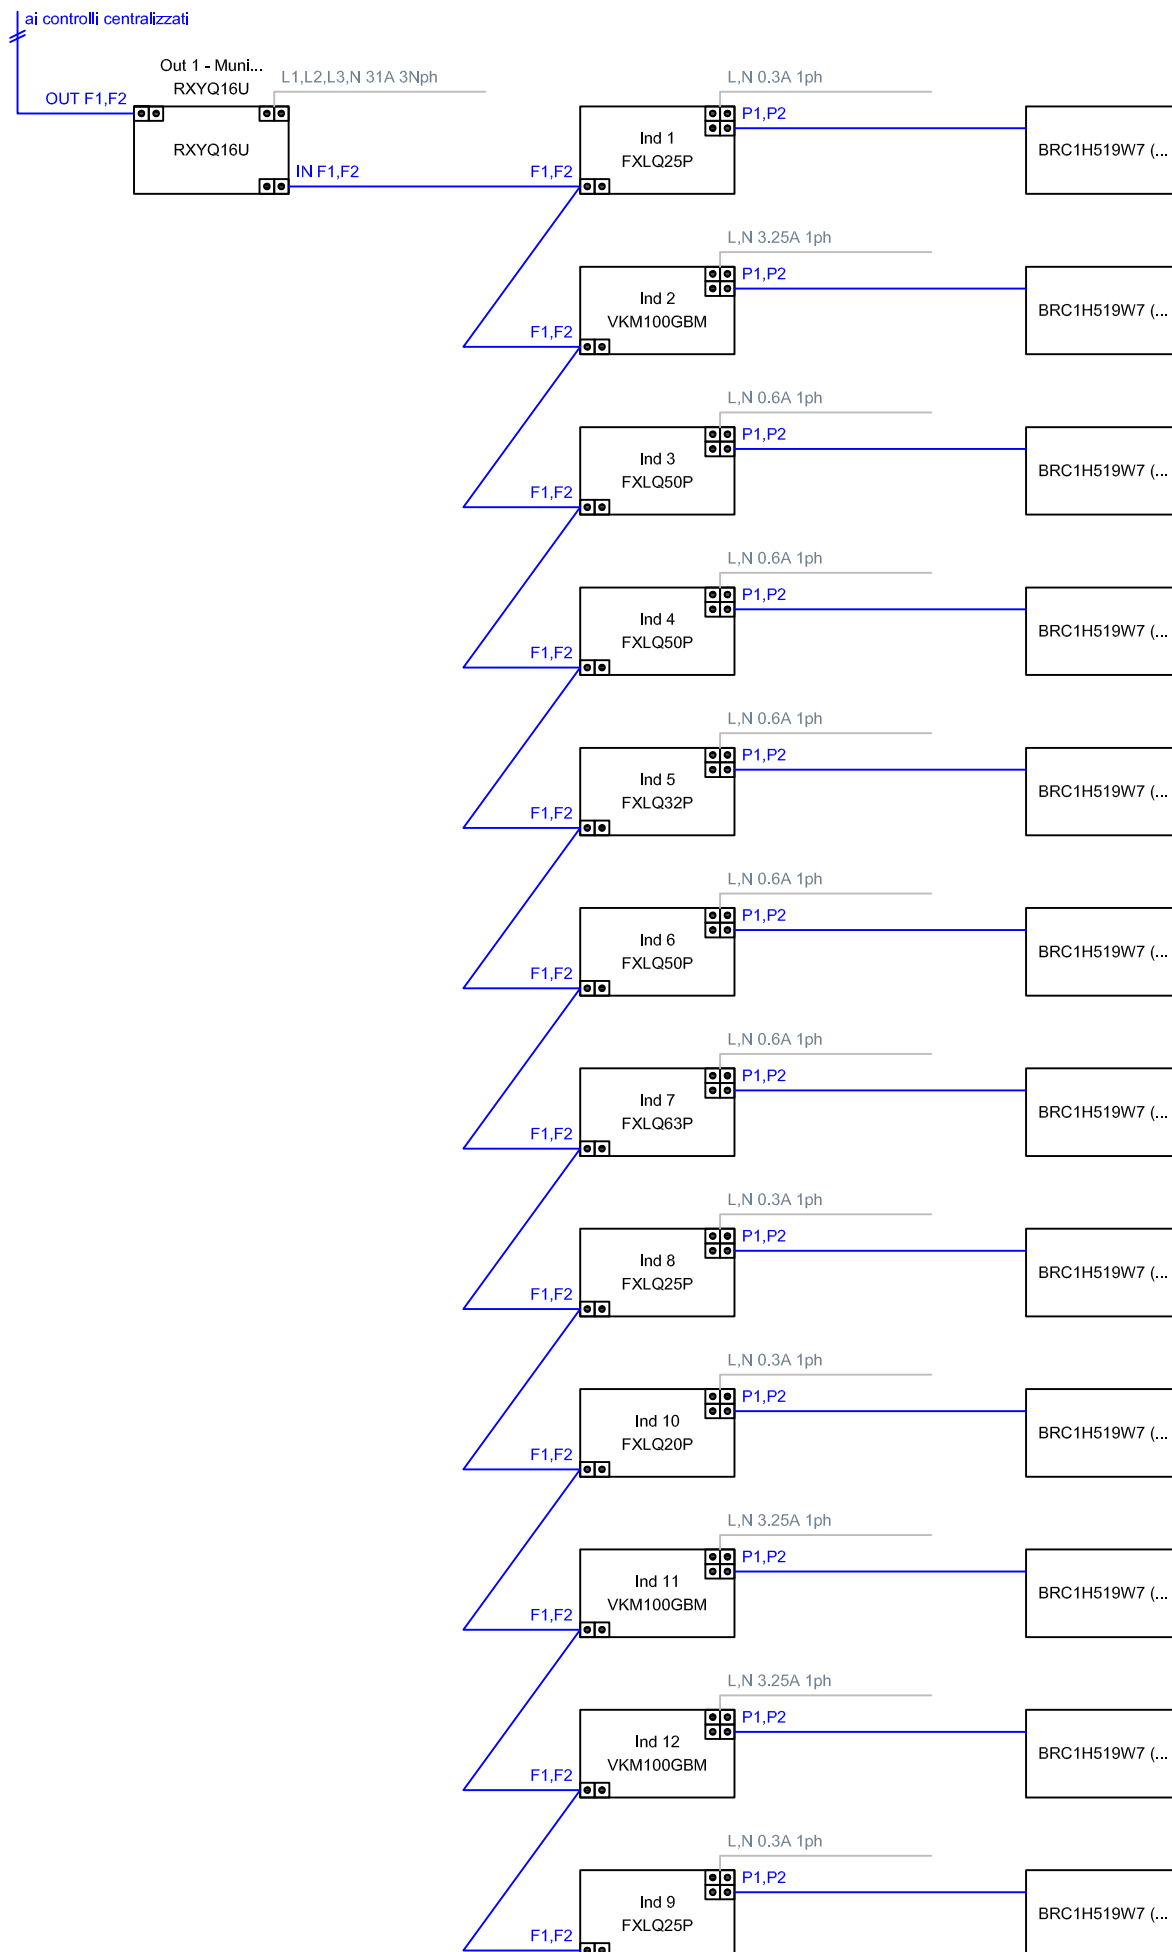 ai controlli centralizzati
Out 1 - Muni...
RXYQ16U
L1,L2,L3,N 31A 3Nph
OUT F1,F2
RXYQ16U
IN F1,F2
L,N 0.3A 1ph
P1,P2
Ind 1
FXLQ25P
BRC1H519W7 (...
F1,F2
L,N 3.25A 1ph
P1,P2
Ind 2
VKM100GBM
BRC1H519W7 (...
F1,F2
L,N 0.6A 1ph
P1,P2
Ind 3
FXLQ50P
BRC1H519W7 (...
F1,F2
L,N 0.6A 1ph
P1,P2
Ind 4
FXLQ50P
BRC1H519W7 (...
F1,F2
L,N 0.6A 1ph
P1,P2
Ind 5
FXLQ32P
BRC1H519W7 (...
F1,F2
L,N 0.6A 1ph
P1,P2
Ind 6
FXLQ50P
BRC1H519W7 (...
F1,F2
L,N 0.6A 1ph
P1,P2
Ind 7
FXLQ63P
BRC1H519W7 (...
F1,F2
L,N 0.3A 1ph
P1,P2
Ind 8
FXLQ25P
BRC1H519W7 (...
F1,F2
L,N 0.3A 1ph
P1,P2
Ind 10
FXLQ20P
BRC1H519W7 (...
F1,F2
L,N 3.25A 1ph
P1,P2
Ind 11
VKM100GBM
BRC1H519W7 (...
F1,F2
L,N 3.25A 1ph
P1,P2
Ind 12
VKM100GBM
BRC1H519W7 (...
F1,F2
L,N 0.3A 1ph
P1,P2
Ind 9
FXLQ25P
BRC1H519W7 (...
F1,F2